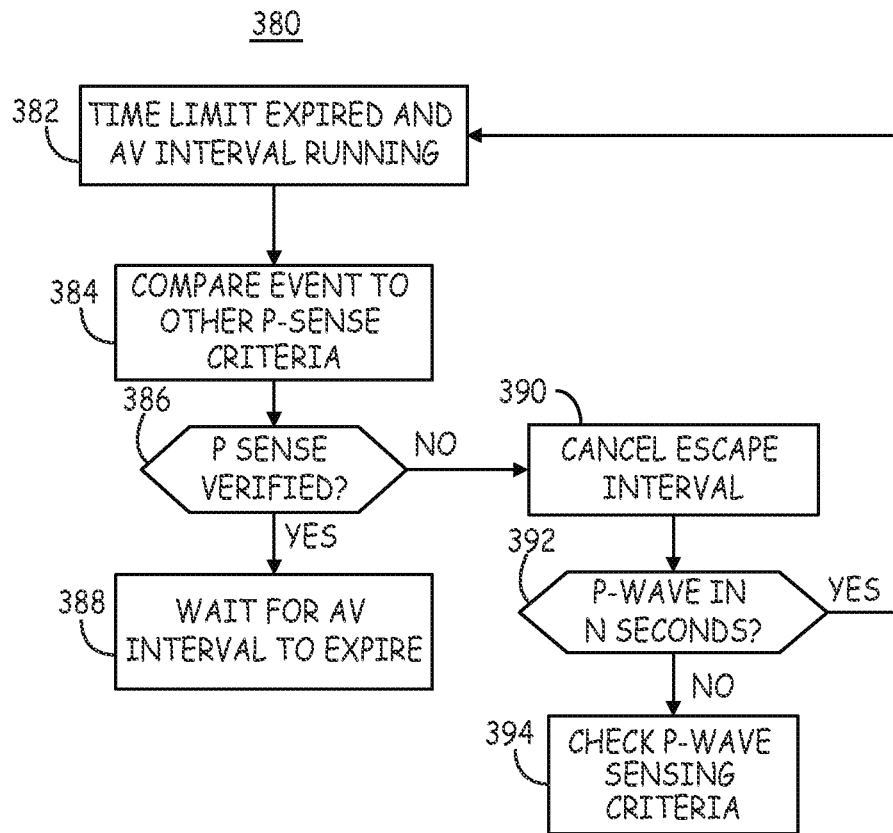 380
382
TIME LIMIT EXPIRED AND
AV INTERVAL RUNNING
384
COMPARE EVENT TO
OTHER P-SENSE
CRITERIA
386
P SENSE
VERIFIED?
NO
YES
388
WAIT FOR AV
INTERVAL TO EXPIRE
390
CANCEL ESCAPE
INTERVAL
392
P-WAVE IN
N SECONDS?
YES
NO
394
CHECK P-WAVE
SENSING
CRITERIA